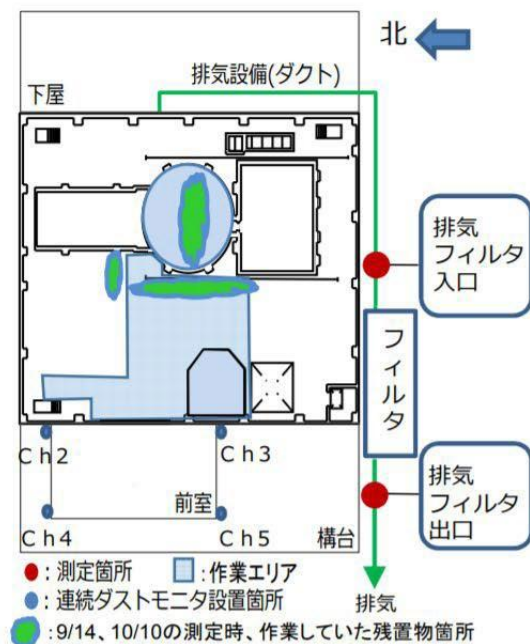 北
排気設備(ダクト)
下屋
排気
フィルタ
入口
フィルタ
Ch2
Ch3
前室
Ch4
Ch5
構台
排気
フィルタ
出口
●:測定箇所
:作業エリア
●:連続ダストモニタ設置箇所
排気
:9/14、10/10の測定時、作業していた残置物箇所